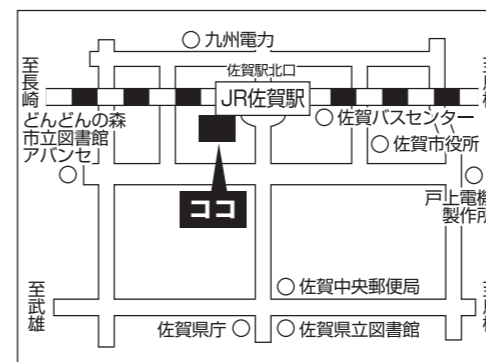 九州電力
佐賀駅北口
至長崎
JR佐賀駅
どんどんの森
市立図書館
アバンセ
佐賀バスセンター
佐賀市役所
ココ
戸上電機
製作所
至武雄
佐賀中央郵便局
佐賀県庁
佐賀県立図書館